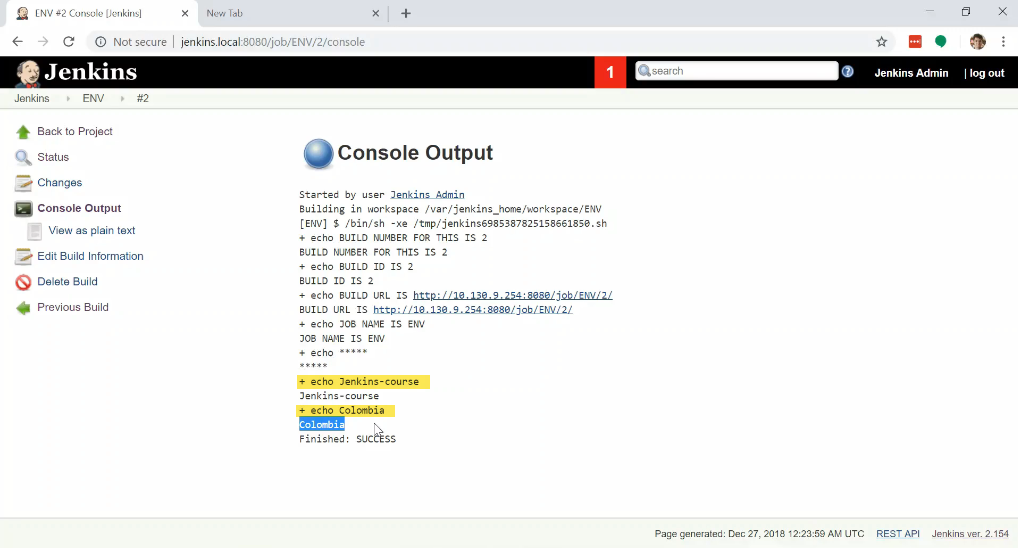 ENV #2 Console [Jenkins]
New Tab
Not secure
jenkins.local:8080/job/ENV/2/console
Jenkins
1
search
Jenkins Admin
| log out
Jenkins
ENV
#2
Back to Project
Status
Changes
Console Output
View as plain text
Edit Build Information
Delete Build
Previous Build
Console Output
Started by user Jenkins Admin
Building in workspace /var/jenkins_home/workspace/ENV
[ENV] $ /bin/sh -xe /tmp/jenkins6985387825158661850.sh
+ echo BUILD NUMBER FOR THIS IS 2
BUILD NUMBER FOR THIS IS 2
+ echo BUILD ID IS 2
BUILD ID IS 2
+ echo BUILD URL IS http://10.130.9.254:8080/job/ENV/2/
BUILD URL IS http://10.130.9.254:8080/job/ENV/2/
+ echo JOB NAME IS ENV
JOB NAME IS ENV
+ echo *****
*****
+ echo Jenkins-course
Jenkins-course
+ echo Colombia
Colombia
Finished: SUCCESS
Page generated: Dec 27, 2018 12:23:59 AM UTC
REST API
Jenkins ver. 2.154